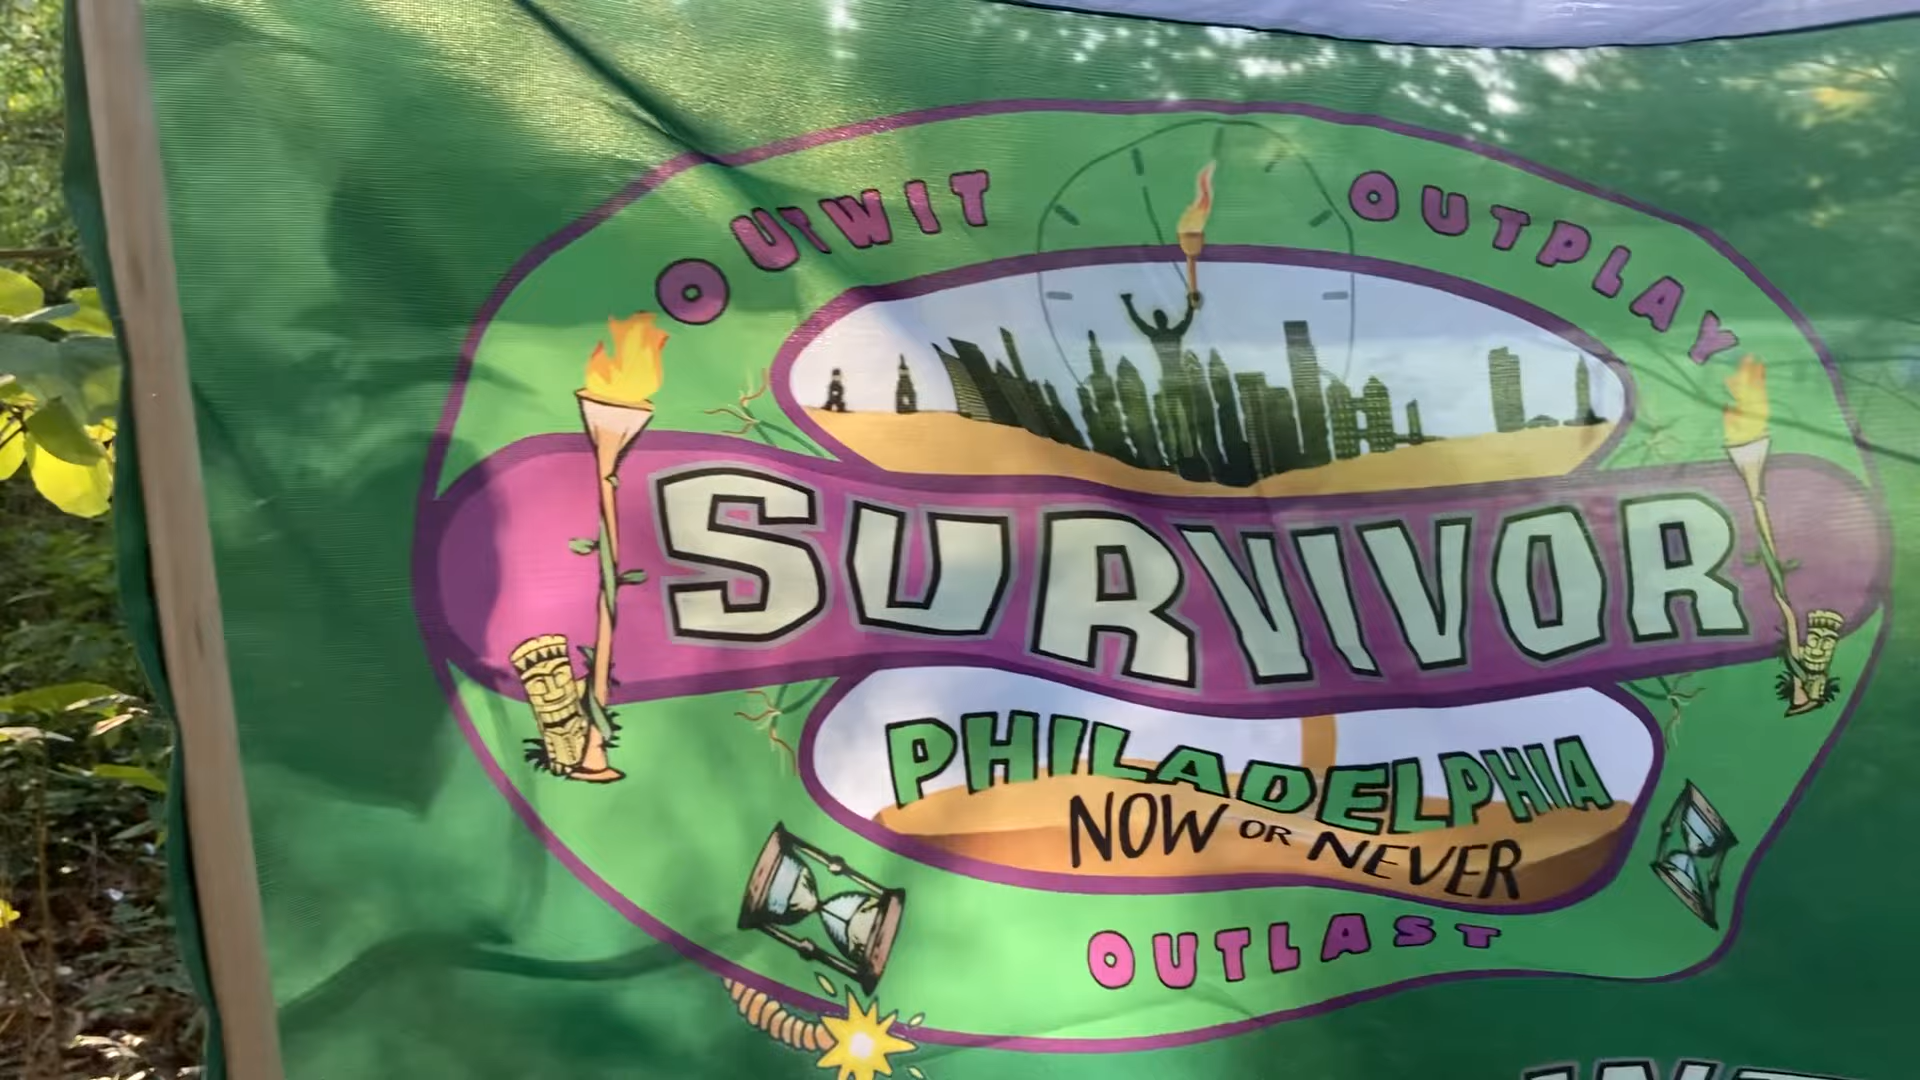 OUTWIT OUTPLAY
SURVIVOR
PHILADELPHIA
NOW OR NEVER
OUTLAST